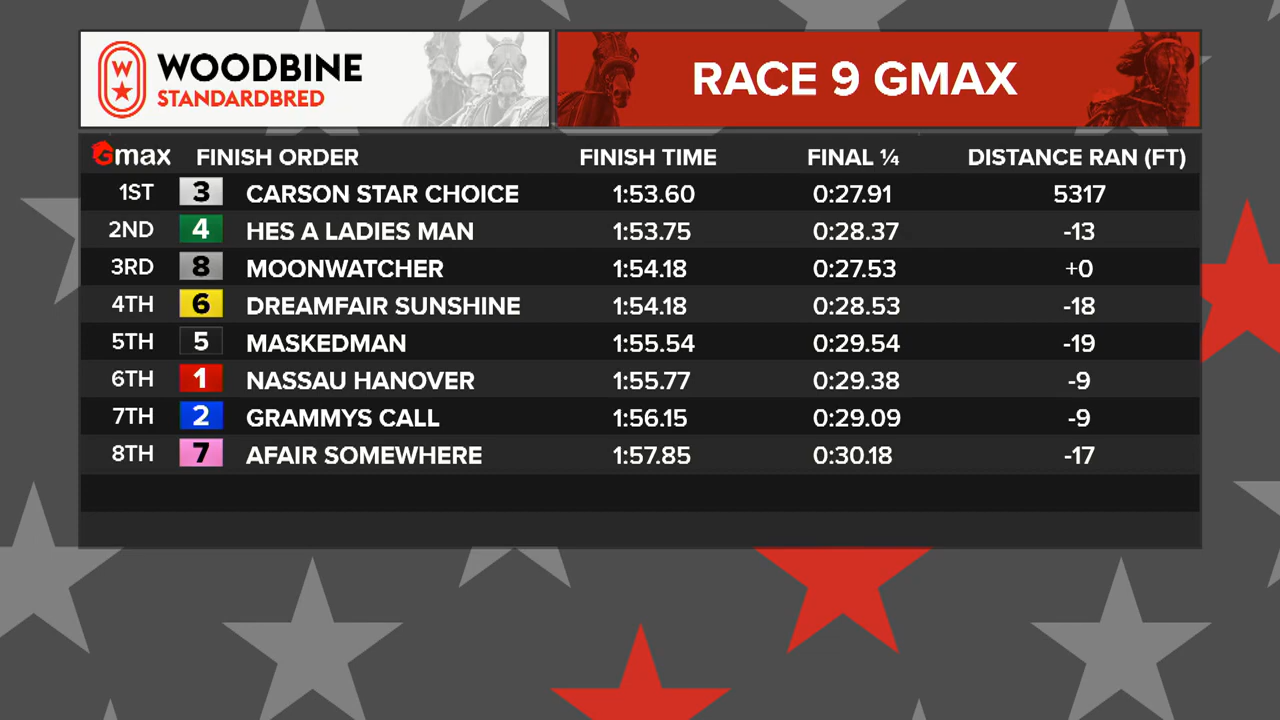 W
WOODBINE
STANDARDBRED
RACE 9 GMAX
Gmax FINISH ORDER FINISH TIME FINAL ¼ DISTANCE RAN (FT)
1ST 3 CARSON STAR CHOICE 1:53.60 0:27.91 5317
2ND 4 HES A LADIES MAN 1:53.75 0:28.37 -13
3RD 8 MOONWATCHER 1:54.18 0:27.53 +0
4TH 6 DREAMFAIR SUNSHINE 1:54.18 0:28.53 -18
5TH 5 MASKEDMAN 1:55.54 0:29.54 -19
6TH 1 NASSAU HANOVER 1:55.77 0:29.38 -9
7TH 2 GRAMMYS CALL 1:56.15 0:29.09 -9
8TH 7 AFAIR SOMEWHERE 1:57.85 0:30.18 -17